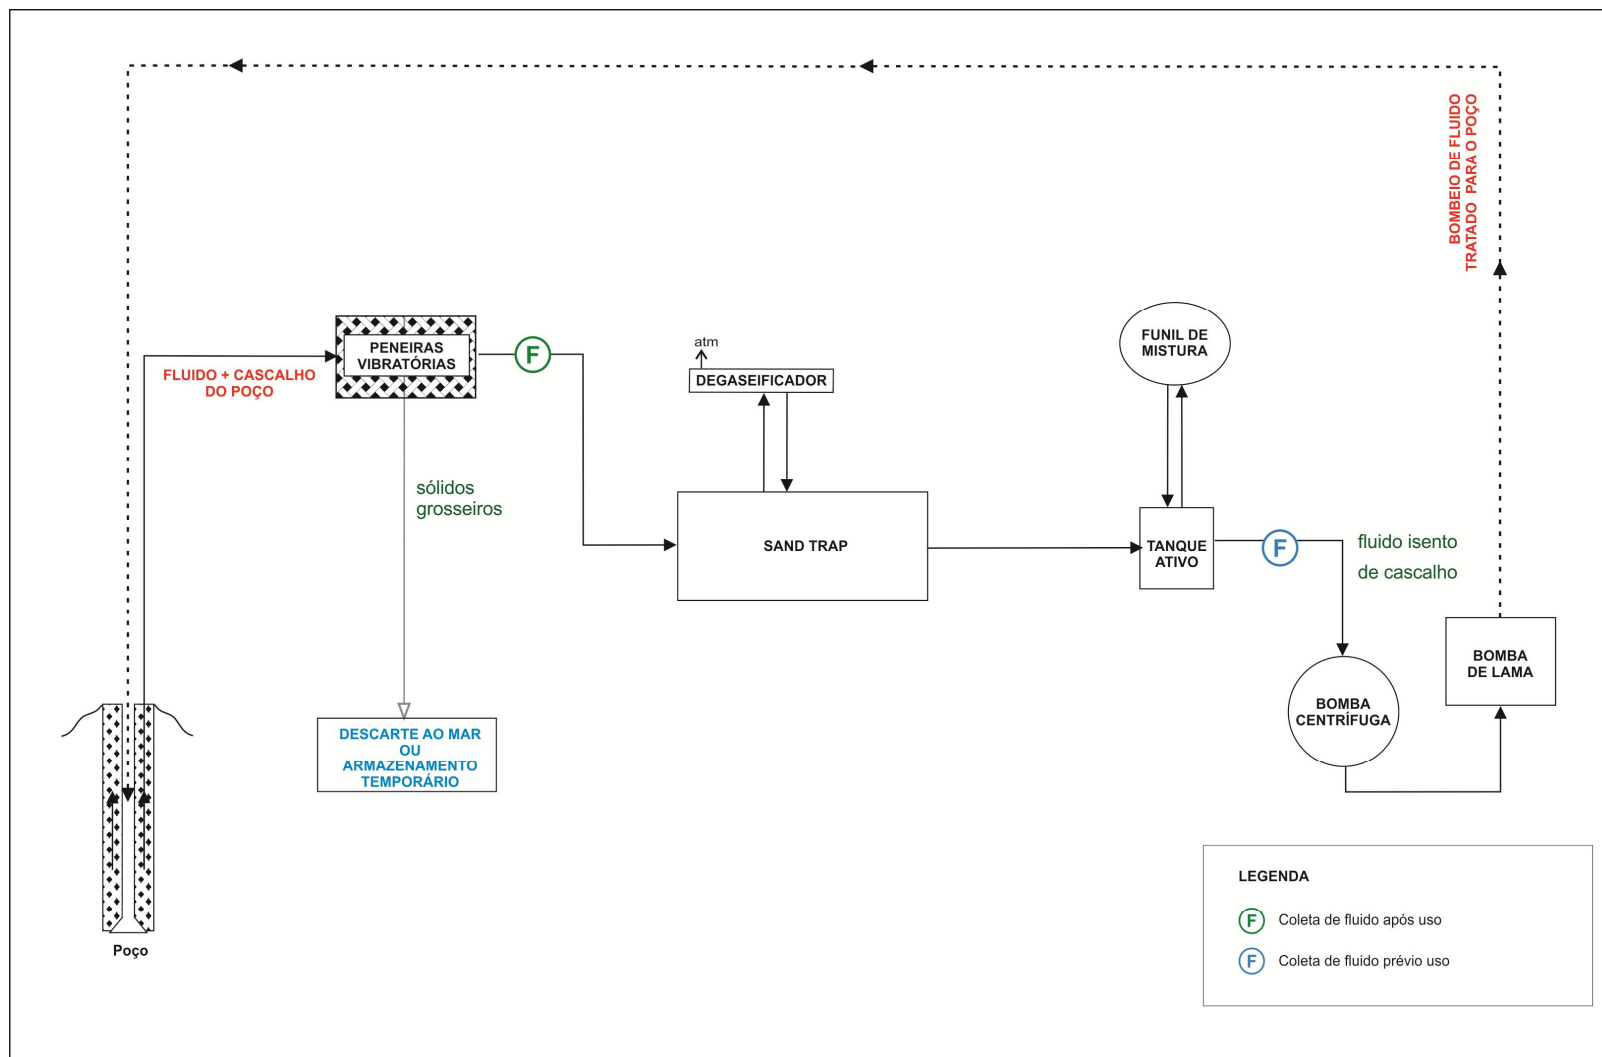 BOMBEIO DE FLUIDO
TRATADO PARA O POÇO
FLUIDO + CASCALHO
DO POÇO
PENEIRAS
VIBRATÓRIAS
F
atm
DEGASEIFICADOR
FUNIL DE
MISTURA
sólidos
grosseiros
SAND TRAP
TANQUE
ATIVO
F
fluido isento
de cascalho
BOMBA
DE LAMA
BOMBA
CENTRÍFUGA
DESCARTE AO MAR
OU
ARMAZENAMENTO
TEMPORÁRIO
Poço
LEGENDA
F Coleta de fluido após uso
F Coleta de fluido prévio uso